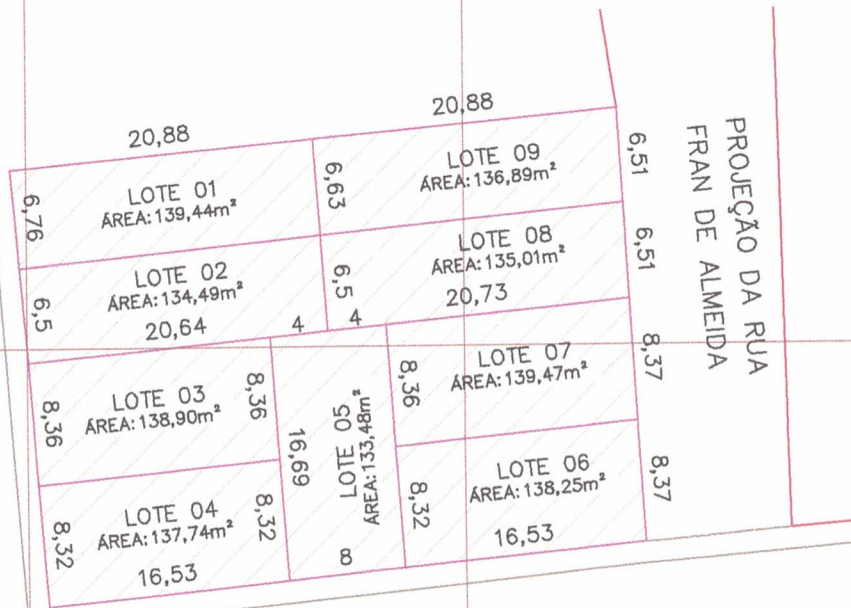 20,88
20,88
LOTE 01
ÁREA: 139,44m²
6,76
6,63
LOTE 09
ÁREA: 136,89m²
6,51
LOTE 02
ÁREA: 134,49m²
6,5
20,64
4
6,5
4
LOTE 08
ÁREA: 135,01m²
20,73
6,51
LOTE 03
ÁREA: 138,90m²
8,36
8,36
16,69
LOTE 05
ÁREA: 133,48m²
8
8,36
LOTE 07
ÁREA: 139,47m²
8,37
LOTE 04
ÁREA: 137,74m²
8,32
8,32
16,53
8,32
LOTE 06
ÁREA: 138,25m²
16,53
8,37
PROJEÇÃO DA RUA
FRAN DE ALMEIDA